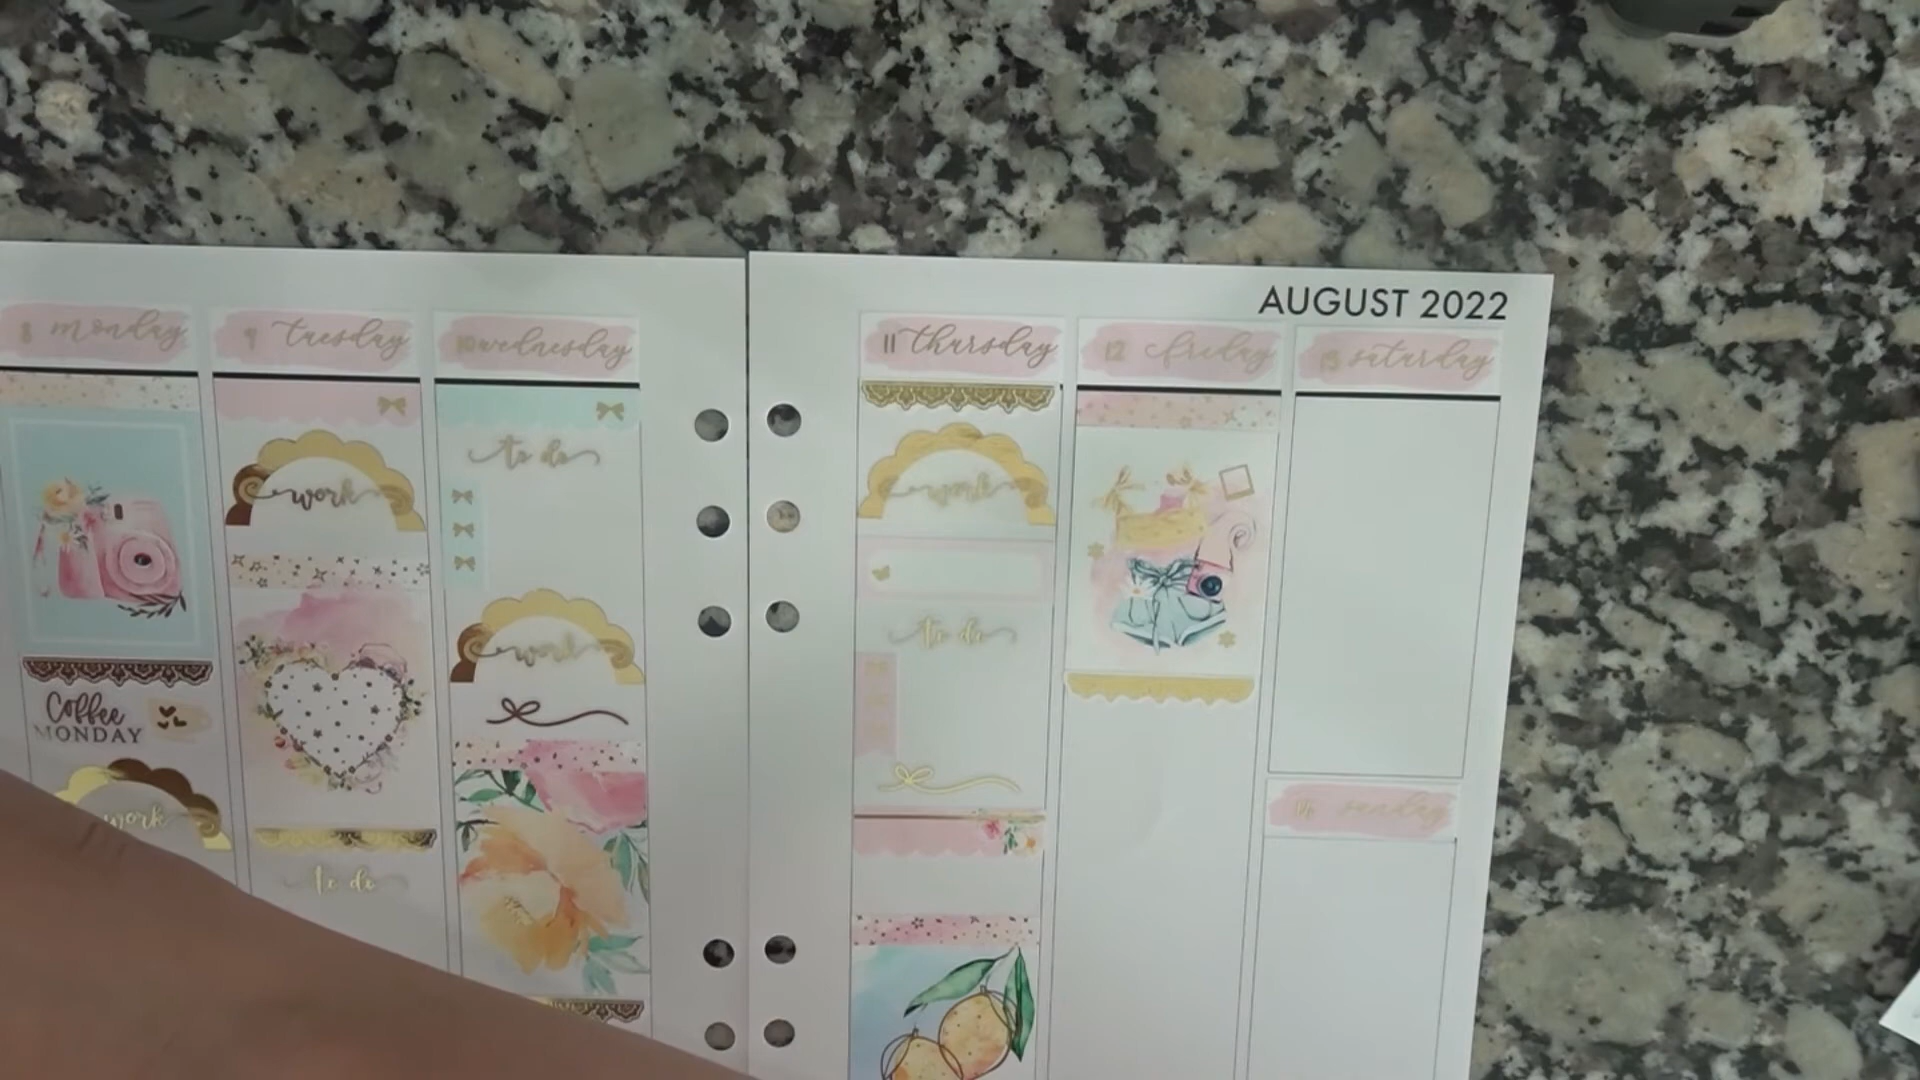 AUGUST 2022
8 monday
9 tuesday
10 wednesday
11 thursday
12 friday
13 saturday
work
to do
work
work
to do
Coffee
MONDAY
work
to do
14 sunday